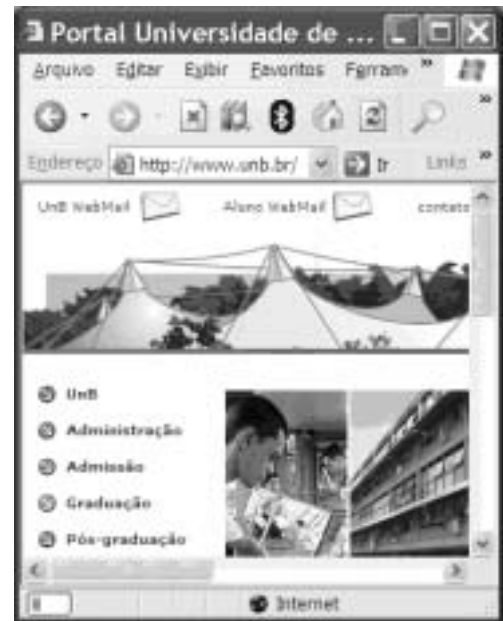 Portal Universidade de ...
Arquivo Editar Exibir Favoritos Ferram »
Endereço http://www.unb.br/ Ir Links »
UnB WebMail Aluno WebMail contato
UnB
Administração
Admissão
Graduação
Pós-graduação
Internet